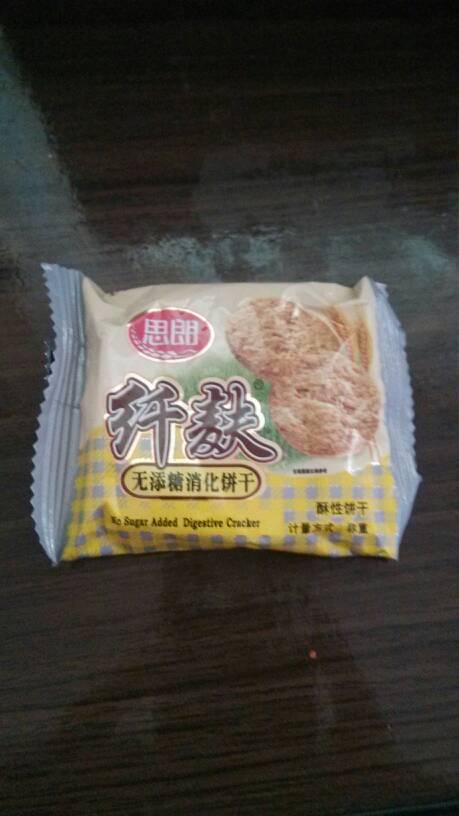 思朗
纤麸®
无添糖消化饼干
No Sugar Added Digestive Cracker
酥性饼干
计量方式 称重